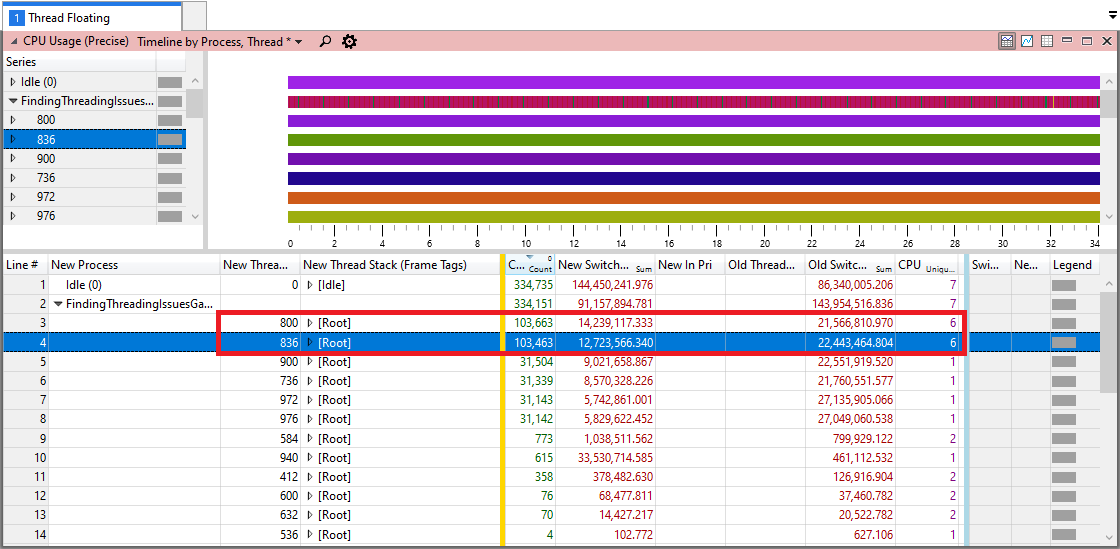 1 Thread Floating
CPU Usage (Precise) Timeline by Process, Thread *
Series
Idle (0)
FindingThreadingIssues...
800
836
900
736
972
976
0 2 4 6 8 10 12 14 16 18 20 22 24 26 28 30 32 34
Line # New Process New Threa... New Thread Stack (Frame Tags) C... Count 0 New Switch... Sum New In Pri Old Thread... Old Switc... Sum CPU Uniqu... Swi... Ne... Legend
1 Idle (0) 0 [Idle] 334,735 144,450,241.976 86,340,005.206 7
2 FindingThreadingIssuesGa... 334,151 91,157,894.781 143,954,516.836 7
3 800 [Root] 103,663 14,239,117.333 21,566,810.970 6
4 836 [Root] 103,463 12,723,566.340 22,443,464.804 6
5 900 [Root] 31,504 9,021,658.867 22,551,919.520 1
6 736 [Root] 31,339 8,570,328.226 21,760,551.577 1
7 972 [Root] 31,143 5,742,861.001 27,135,905.066 1
8 976 [Root] 31,142 5,829,622.452 27,049,060.538 1
9 584 [Root] 773 1,038,511.562 799,929.122 2
10 940 [Root] 615 33,530,714.585 461,112.532 1
11 412 [Root] 358 378,482.630 126,916.904 2
12 600 [Root] 76 68,477.811 37,460.782 2
13 632 [Root] 70 14,427.217 20,522.782 2
14 536 [Root] 4 102.772 627.106 1